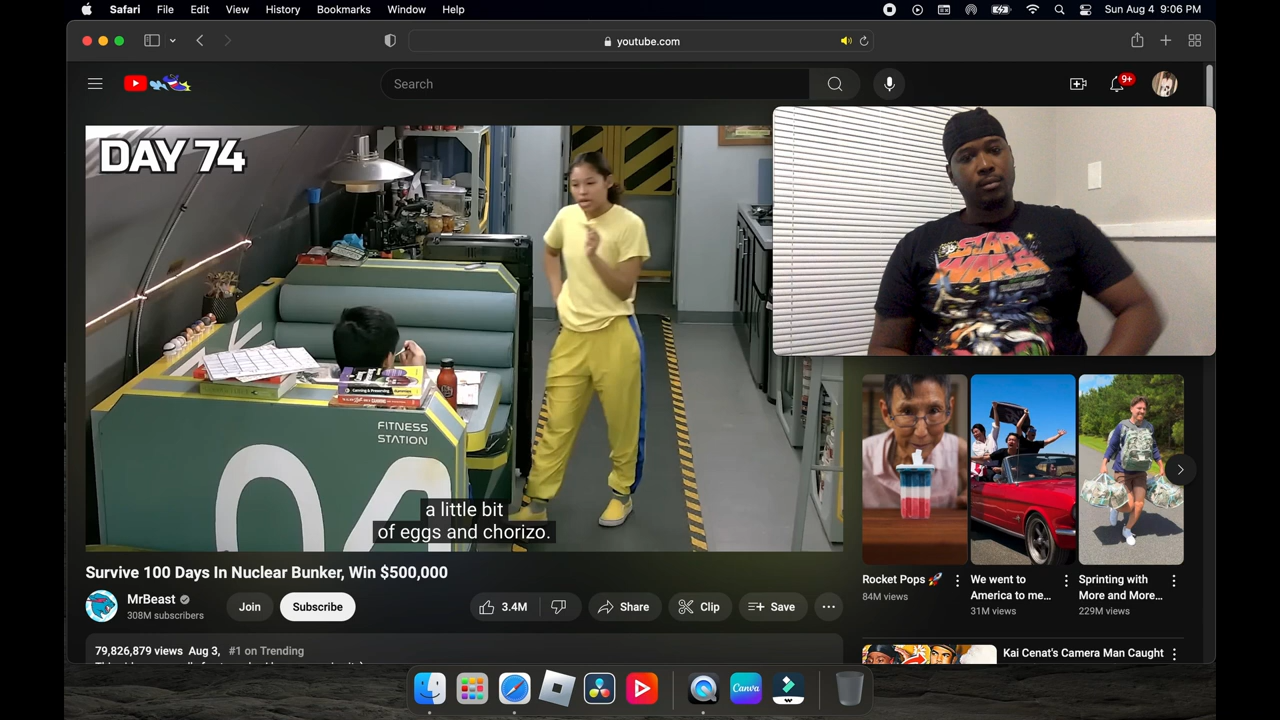 Safari File Edit View History Bookmarks Window Help
Sun Aug 4 9:06 PM
youtube.com
Search
9+
DAY 74
STAR
WARS
FITNESS
STATION
04
a little bit
of eggs and chorizo.
Survive 100 Days In Nuclear Bunker, Win $500,000
MrBeast
308M subscribers
Join
Subscribe
3.4M
Share
Clip
Save
79,826,879 views Aug 3, #1 on Trending
Rocket Pops 🚀
84M views
We went to
America to me...
31M views
Sprinting with
More and More...
229M views
Kai Cenat's Camera Man Caught
Canva